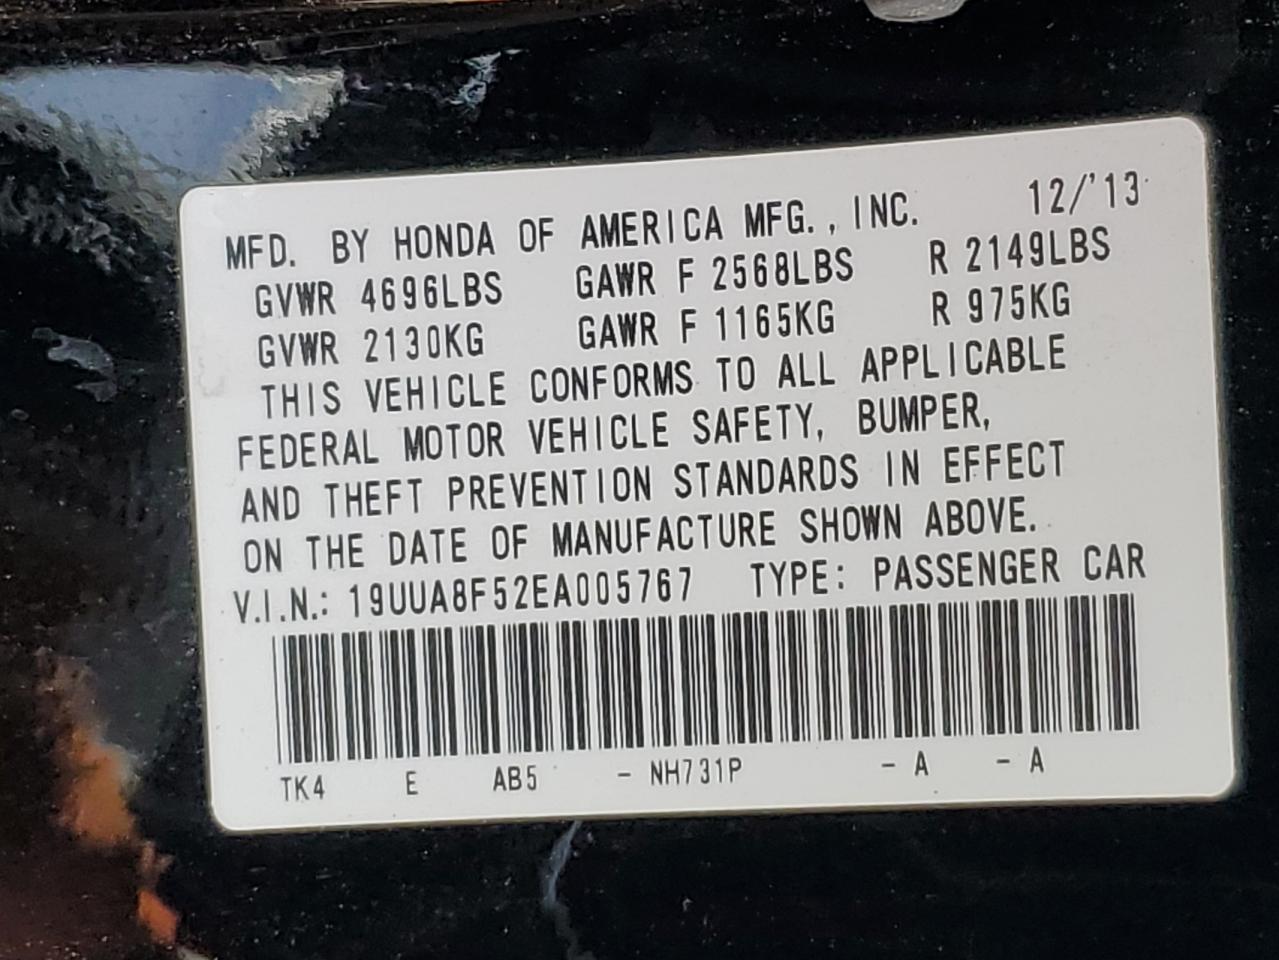 MFD. BY HONDA OF AMERICA MFG., INC. 12/'13
GVWR 4696LBS GAWR F 2568LBS R 2149LBS
GVWR 2130KG GAWR F 1165KG R 975KG
THIS VEHICLE CONFORMS TO ALL APPLICABLE
FEDERAL MOTOR VEHICLE SAFETY, BUMPER,
AND THEFT PREVENTION STANDARDS IN EFFECT
ON THE DATE OF MANUFACTURE SHOWN ABOVE.
V.I.N.: 19UUA8F52EA005767 TYPE: PASSENGER CAR
TK4 E AB5 - NH731P - A - A